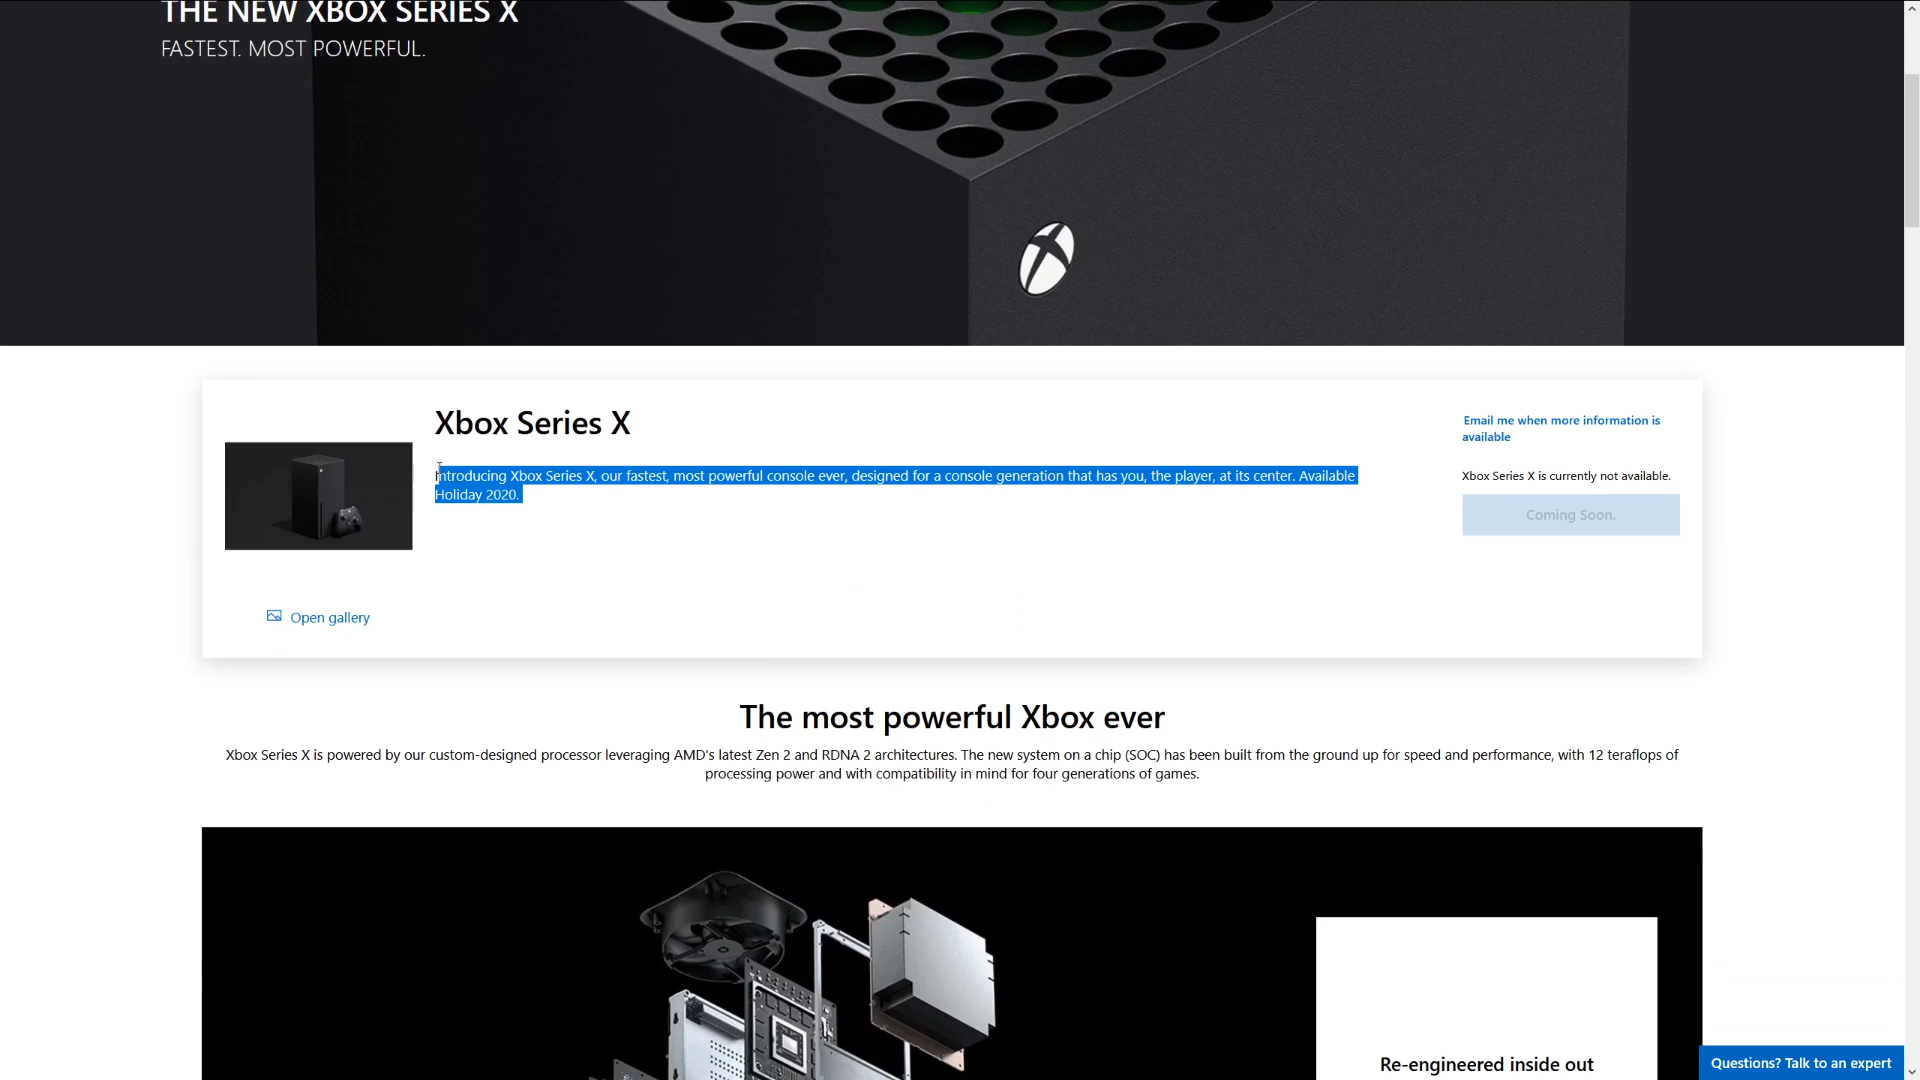 THE NEW XBOX SERIES X
FASTEST. MOST POWERFUL.
Xbox Series X
Introducing Xbox Series X, our fastest, most powerful console ever, designed for a console generation that has you, the player, at its center. Available
Holiday 2020.
Open gallery
Email me when more information is
available
Xbox Series X is currently not available.
Coming Soon.
The most powerful Xbox ever
Xbox Series X is powered by our custom-designed processor leveraging AMD's latest Zen 2 and RDNA 2 architectures. The new system on a chip (SOC) has been built from the ground up for speed and performance, with 12 teraflops of
processing power and with compatibility in mind for four generations of games.
Re-engineered inside out
Questions? Talk to an expert